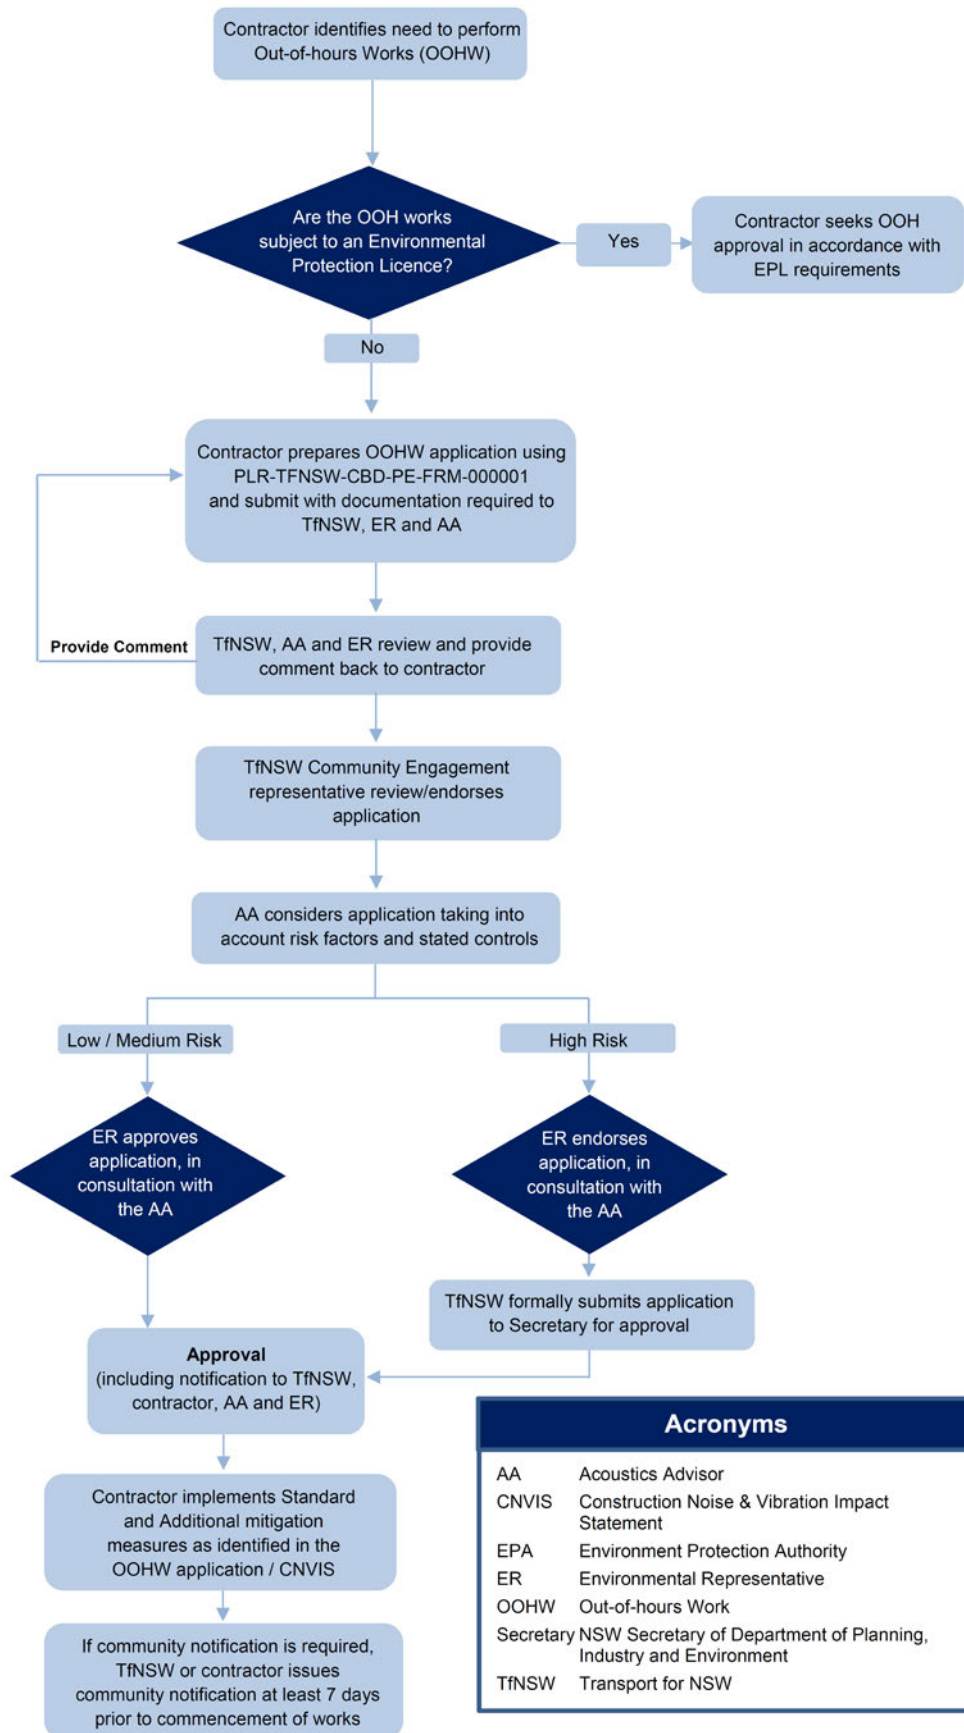 Contractor identifies need to perform
Out-of-hours Works (OOHW)
Are the OOH works
subject to an Environmental
Protection Licence?
Yes
Contractor seeks OOH
approval in accordance with
EPL requirements
No
Contractor prepares OOHW application using
PLR-TFNSW-CBD-PE-FRM-000001
and submit with documentation required to
TfNSW, ER and AA
Provide Comment
TfNSW, AA and ER review and provide
comment back to contractor
TfNSW Community Engagement
representative review/endorses
application
AA considers application taking into
account risk factors and stated controls
Low / Medium Risk
High Risk
ER approves
application, in
consultation with
the AA
ER endorses
application, in
consultation with
the AA
TfNSW formally submits application
to Secretary for approval
Approval
(including notification to TfNSW,
contractor, AA and ER)
Contractor implements Standard
and Additional mitigation
measures as identified in the
OOHW application / CNVIS
If community notification is required,
TfNSW or contractor issues
community notification at least 7 days
prior to commencement of works
Acronyms
AA Acoustics Advisor
CNVIS Construction Noise & Vibration Impact
Statement
EPA Environment Protection Authority
ER Environmental Representative
OOHW Out-of-hours Work
Secretary NSW Secretary of Department of Planning,
Industry and Environment
TfNSW Transport for NSW